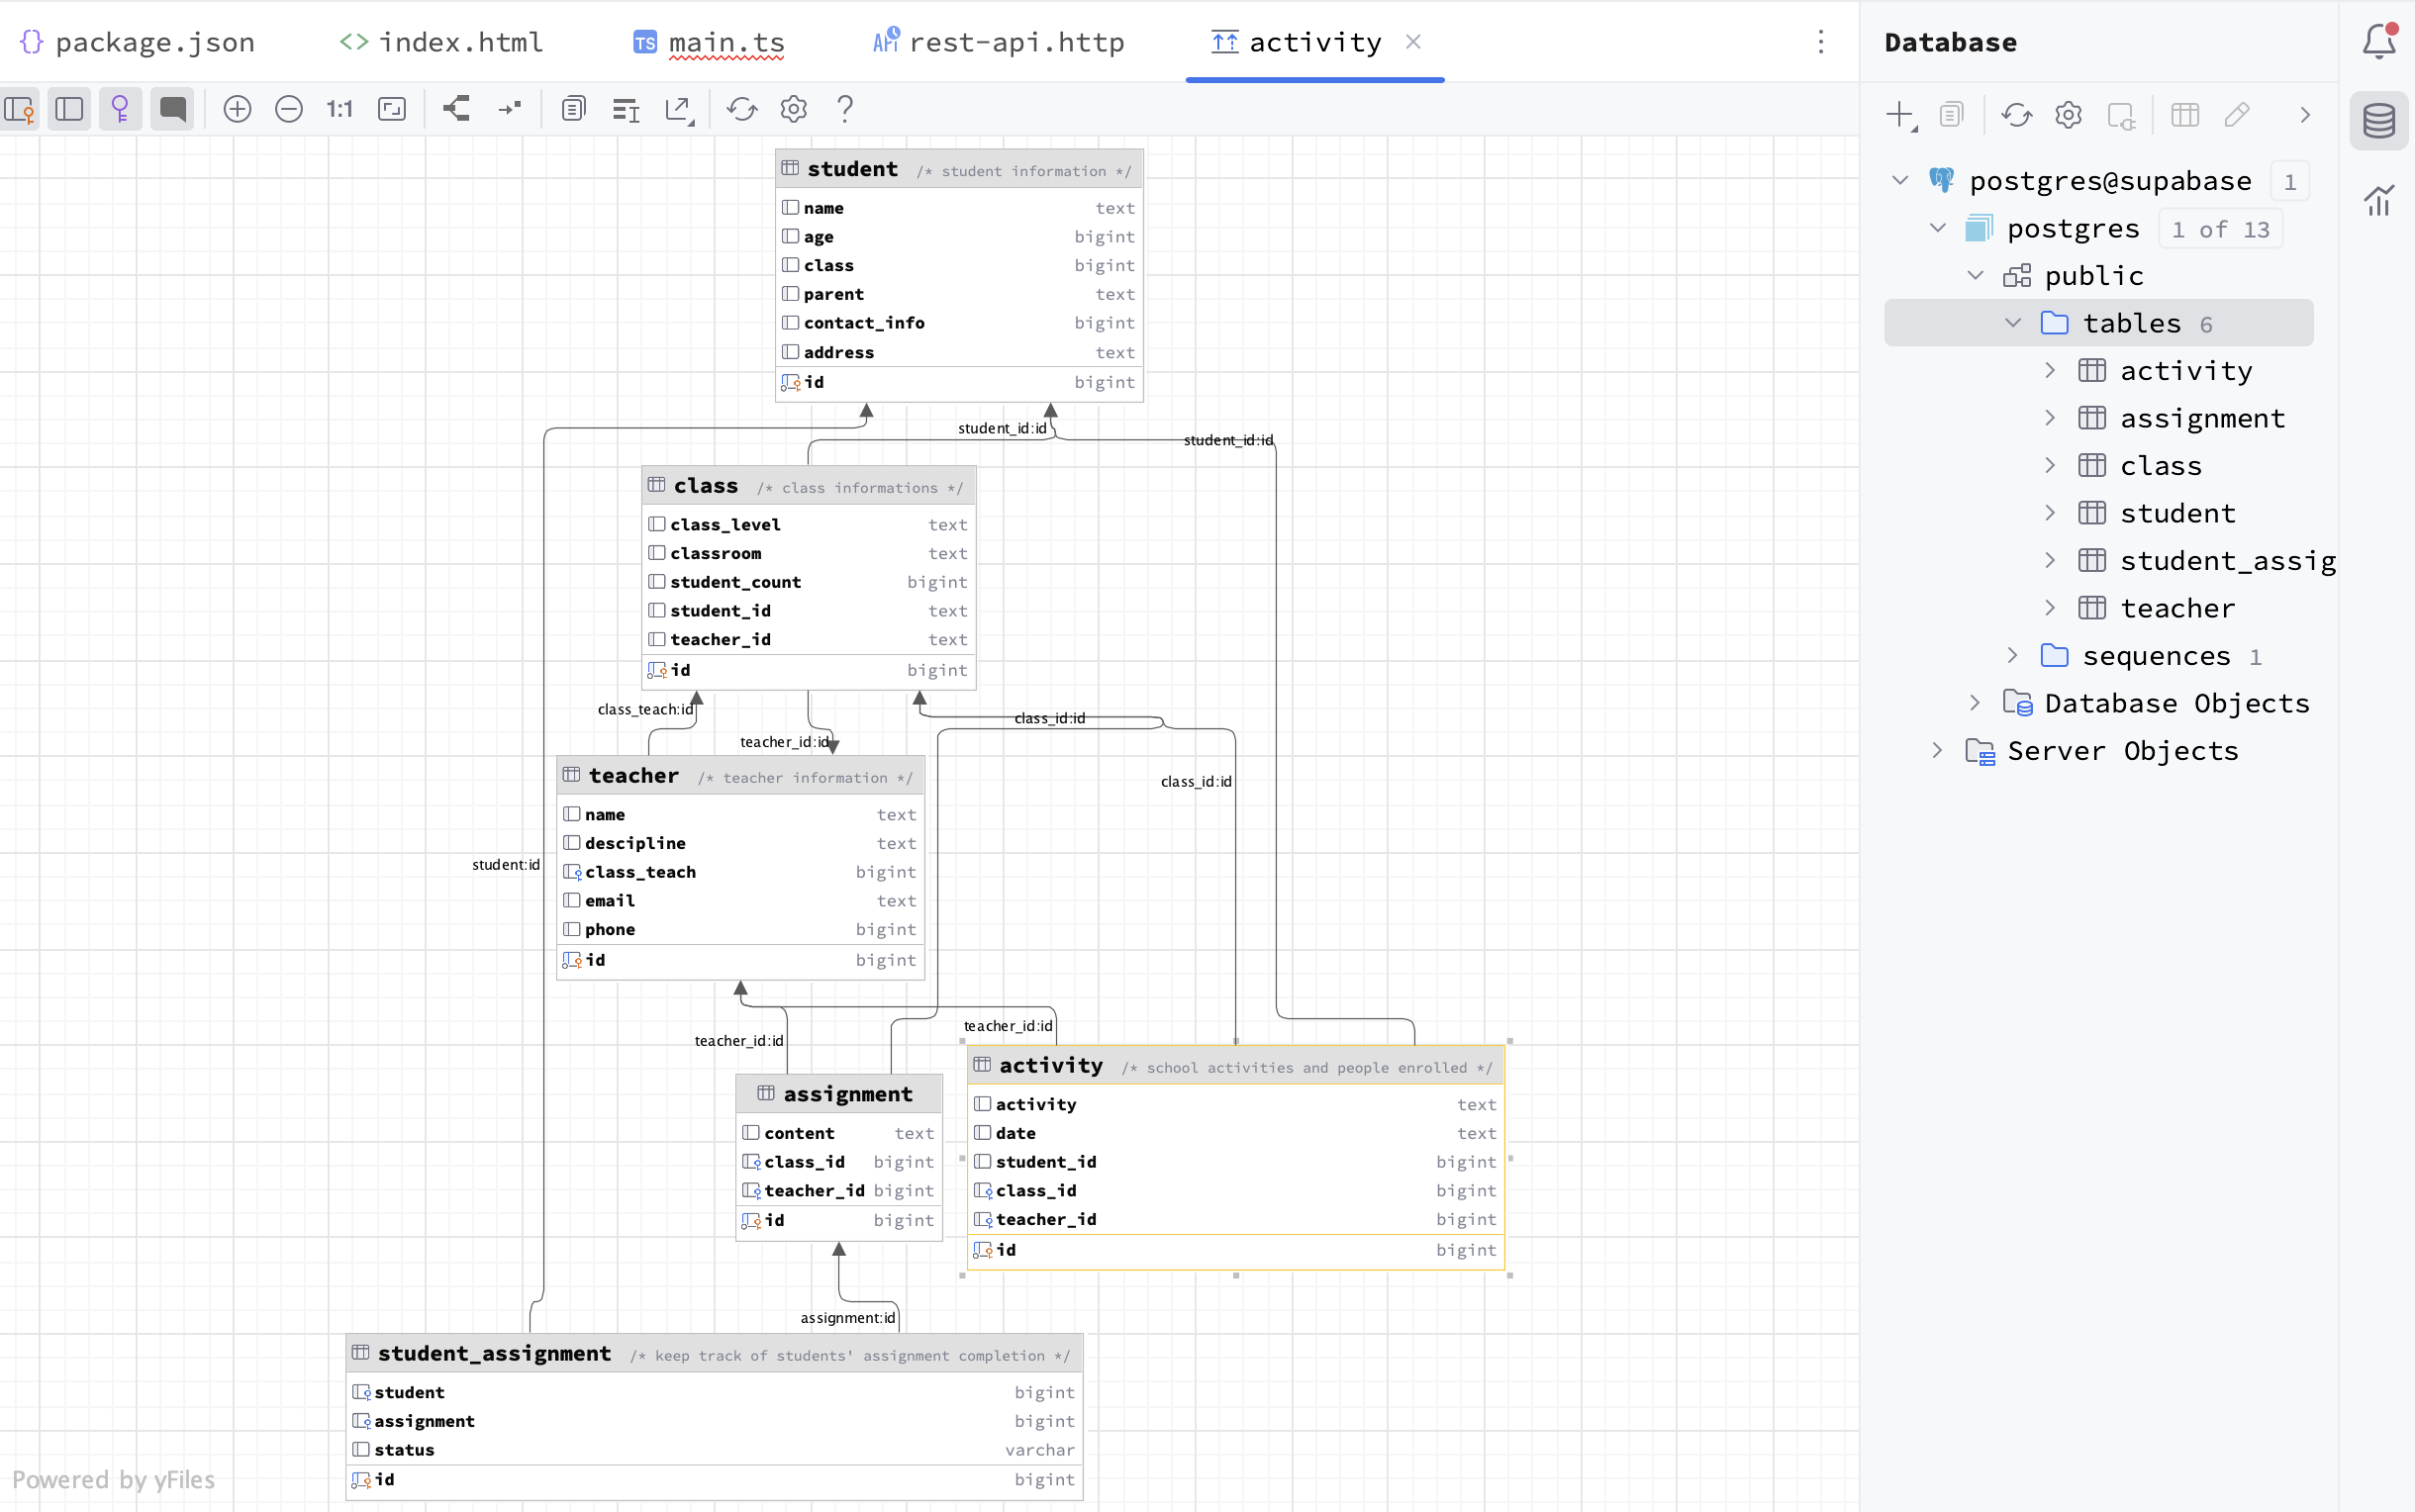 package.json
index.html
TS main.ts
API rest-api.http
activity
Database
1:1
student /* student information */
name text
age bigint
class bigint
parent text
contact_info bigint
address text
id bigint
student_id:id
student_id:id
class /* class informations */
class_level text
classroom text
student_count bigint
student_id text
teacher_id text
id bigint
class_teach:id
class_id:id
teacher_id:id
class_id:id
teacher /* teacher information */
name text
descipline text
class_teach bigint
email text
phone bigint
id bigint
student:id
teacher_id:id
teacher_id:id
assignment
content text
class_id bigint
teacher_id bigint
id bigint
activity /* school activities and people enrolled */
activity text
date text
student_id bigint
class_id bigint
teacher_id bigint
id bigint
assignment:id
student_assignment /* keep track of students' assignment completion */
student bigint
assignment bigint
status varchar
id bigint
Powered by yFiles
postgres@supabase 1
postgres 1 of 13
public
tables 6
activity
assignment
class
student
student_assig
teacher
sequences 1
Database Objects
Server Objects